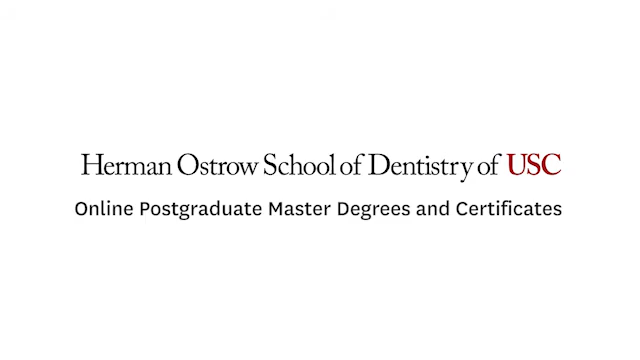 Herman Ostrow School of Dentistry of USC
Online Postgraduate Master Degrees and Certificates